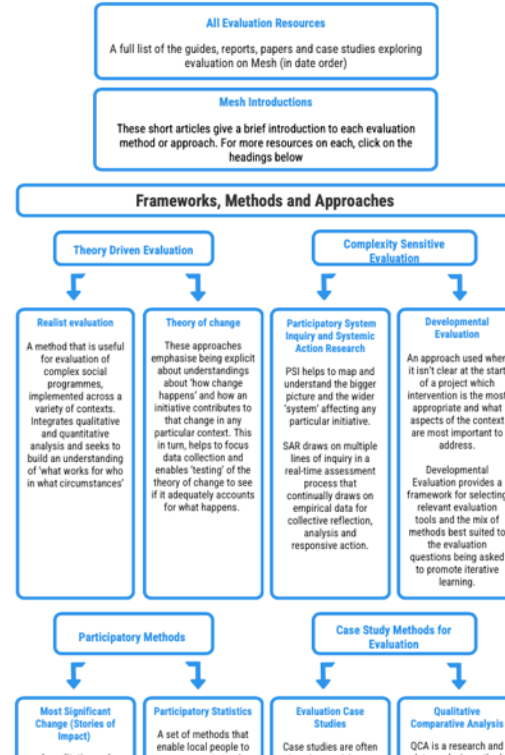 All Evaluation Resources
A full list of the guides, reports, papers and case studies exploring
evaluation on Mesh (in date order)
Mesh Introductions
These short articles give a brief introduction to each evaluation
method or approach. For more resources on each, click on the
headings below
Frameworks, Methods and Approaches
Theory Driven Evaluation
Complexity Sensitive
Evaluation
Realist evaluation
A method that is useful
for evaluation of
complex social
programmes,
implemented across a
variety of contexts.
Integrates qualitative
and quantitative
analysis and seeks to
build an understanding
of 'what works for who
in what circumstances'
Theory of change
These approaches
emphasise being explicit
about understandings
about 'how change
happens' and how an
initiative contributes to
that change in any
particular context. This
in turn, helps to focus
data collection and
enables 'testing' of the
theory of change to see
if it adequately accounts
for what happens.
Participatory System
Inquiry and Systemic
Action Research
PSI helps to map and
understand the bigger
picture and the wider
'system' affecting any
particular initiative.
SAR draws on multiple
lines of inquiry in a
real-time assessment
process that
continually draws on
empirical data for
collective reflection,
analysis and
responsive action.
Developmental
Evaluation
An approach used when
it isn't clear at the start
of a project which
intervention is the most
appropriate and what
aspects of the context
are most important to
address.
Developmental
Evaluation provides a
framework for selecting
relevant evaluation
tools and the mix of
methods best suited to
the evaluation
questions being asked
to promote iterative
learning.
Participatory Methods
Case Study Methods for
Evaluation
Most Significant
Change (Stories of
Impact)
Participatory Statistics
A set of methods that
enable local people to
Evaluation Case
Studies
Case studies are often
Qualitative
Comparative Analysis
QCA is a research and